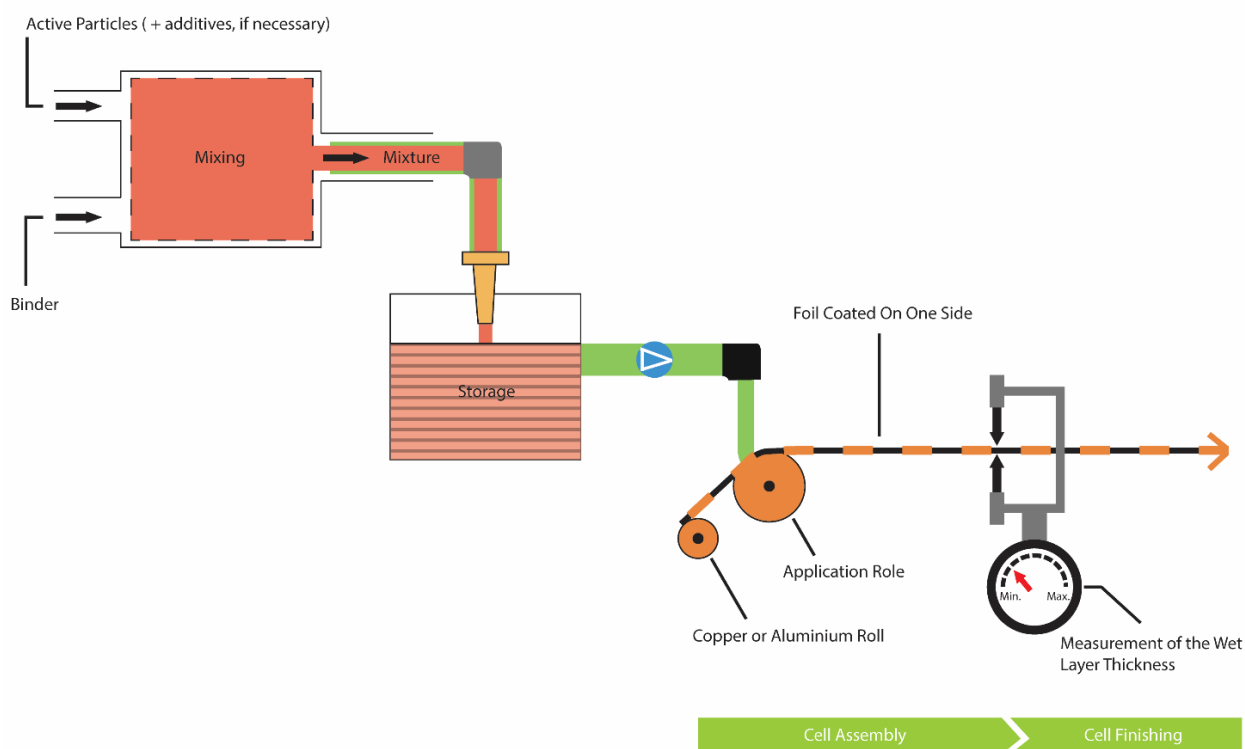 Active Particles ( + additives, if necessary)
Mixing
Mixture
Binder
Storage
Foil Coated On One Side
Application Role
Copper or Aluminium Roll
Min.
Max.
Measurement of the Wet
Layer Thickness
Cell Assembly
Cell Finishing